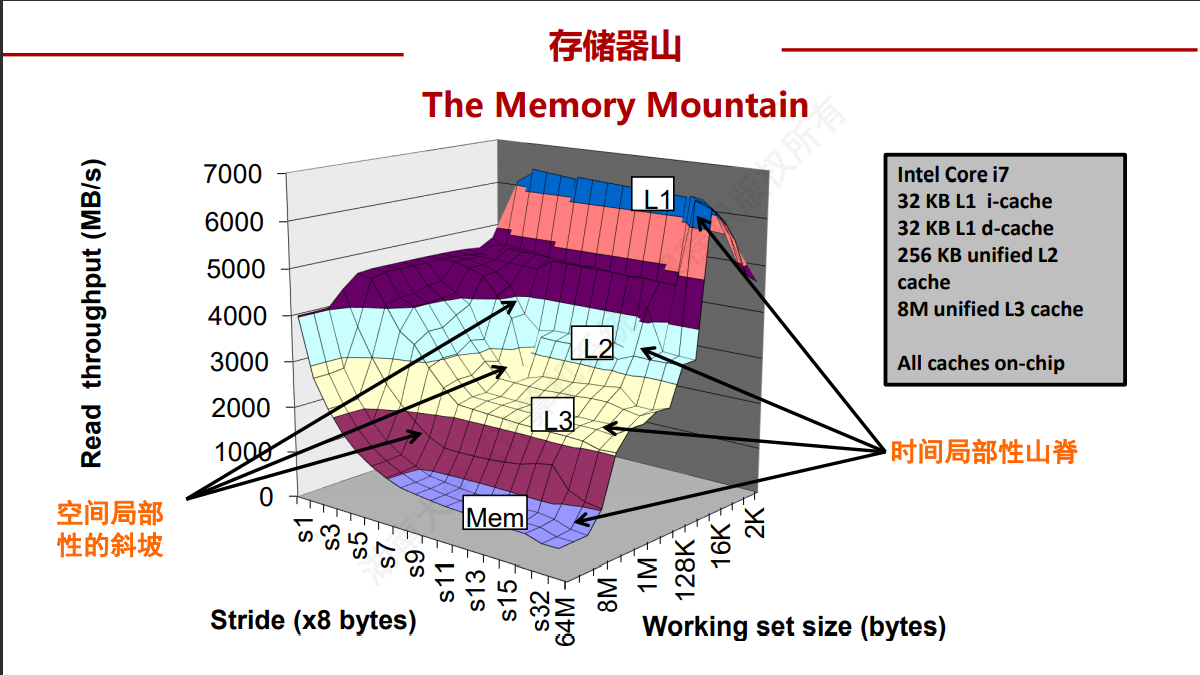 存储器山
The Memory Mountain
Read throughput (MB/s)
7000
6000
5000
4000
3000
2000
1000
0
L1
L2
L3
Mem
Intel Core i7
32 KB L1 i-cache
32 KB L1 d-cache
256 KB unified L2
cache
8M unified L3 cache
All caches on-chip
时间局部性山脊
空间局部
性的斜坡
s1
s3
s5
s7
s9
s11
s13
s15
s32
64M
8M
1M
128K
16K
2K
Stride (x8 bytes)
Working set size (bytes)
版权所有